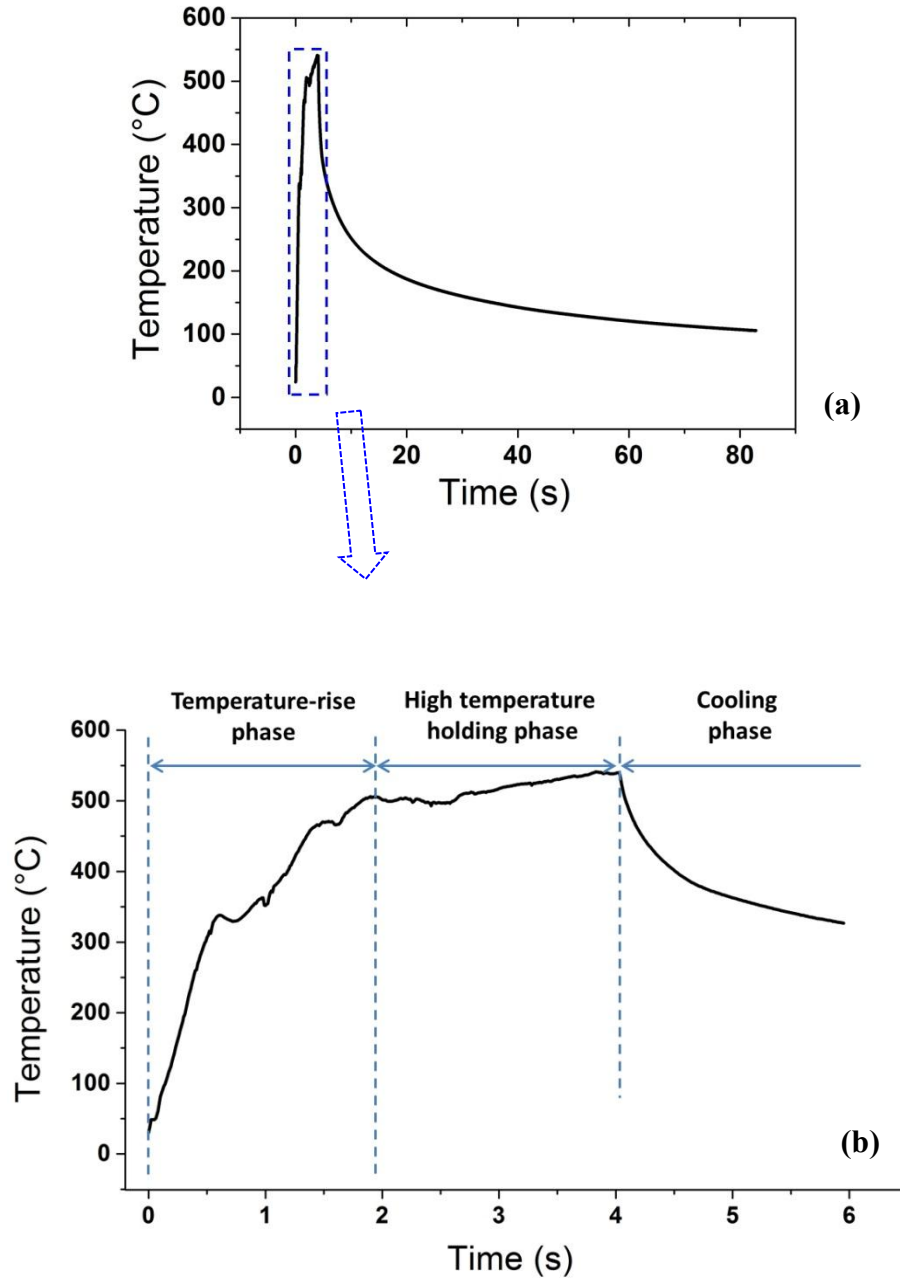 600
500
400
300
200
100
0
Temperature (°C)
0 20 40 60 80
Time (s)
(a)
Temperature-rise phase
High temperature holding phase
Cooling phase
600
500
400
300
200
100
0
Temperature (°C)
0 1 2 3 4 5 6
Time (s)
(b)